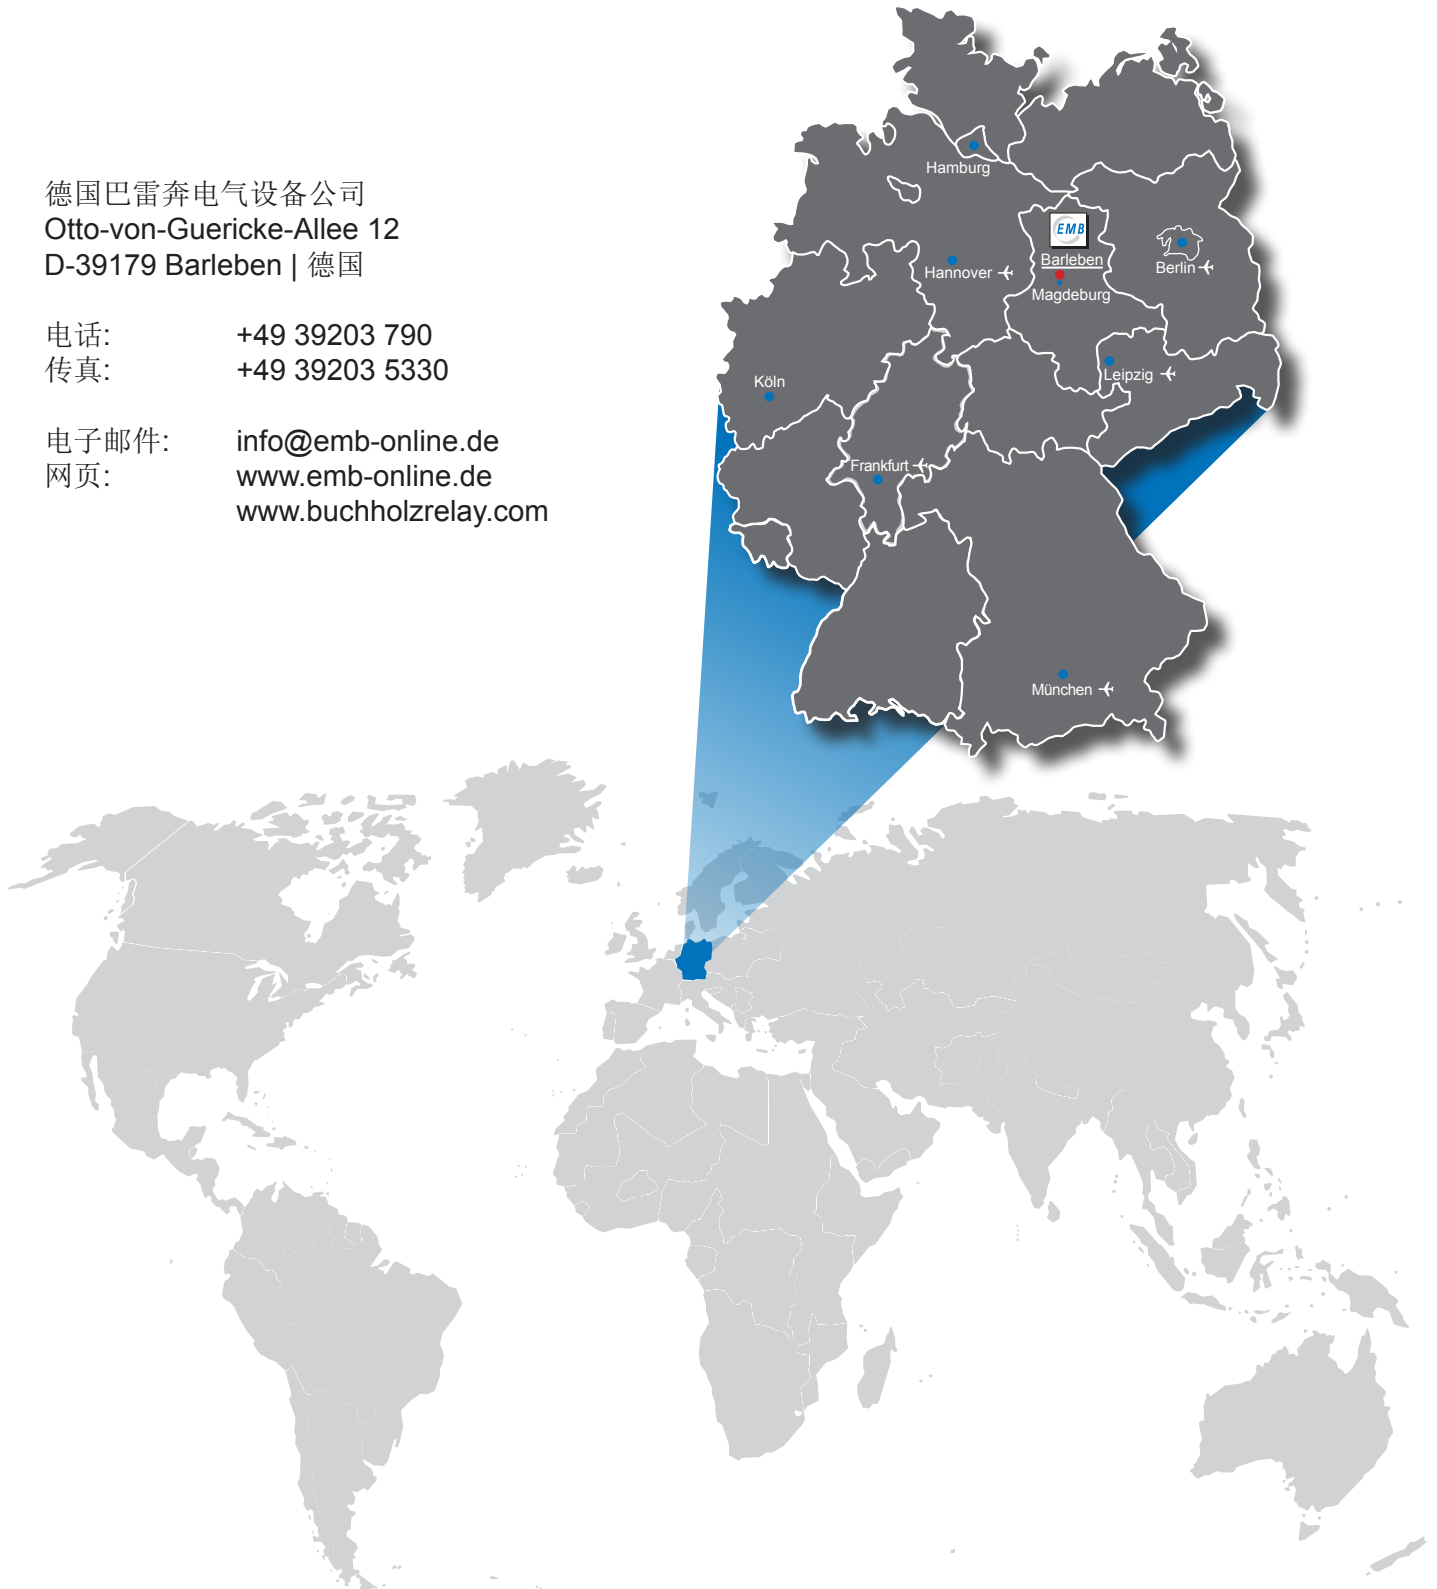 德国巴雷奔电气设备公司
Otto-von-Guericke-Allee 12
D-39179 Barleben | 德国
电话: +49 39203 790
传真: +49 39203 5330
电子邮件: info@emb-online.de
网页: www.emb-online.de
www.buchholzrelay.com
Hamburg
EMB
Barleben
Berlin
Hannover
Magdeburg
Leipzig
Köln
Frankfurt
München